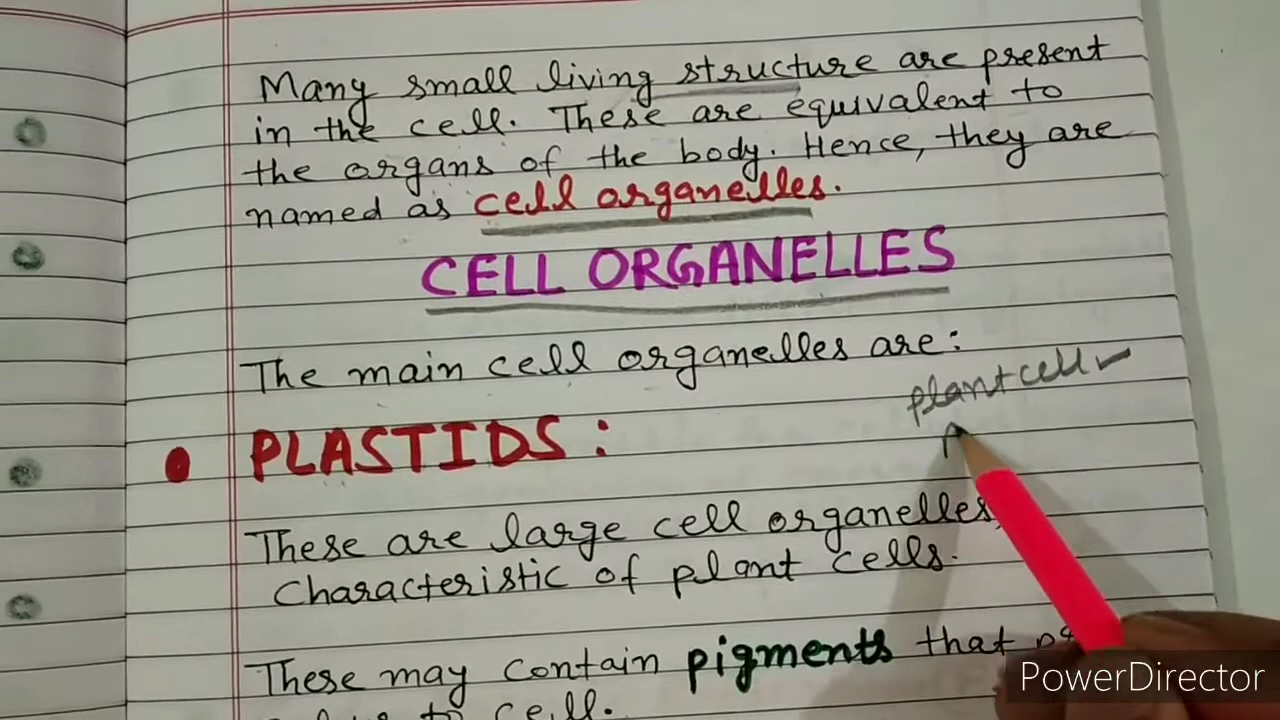 Many small living structure are present
in the cell. These are equivalent to
the organs of the body. Hence, they are
named as cell organelles.
CELL ORGANELLES
The main cell organelles are:
plant cell
• PLASTIDS:
These are large cell organelles,
Characteristic of plant cells.
These may contain pigments that
to cell.
PowerDirector